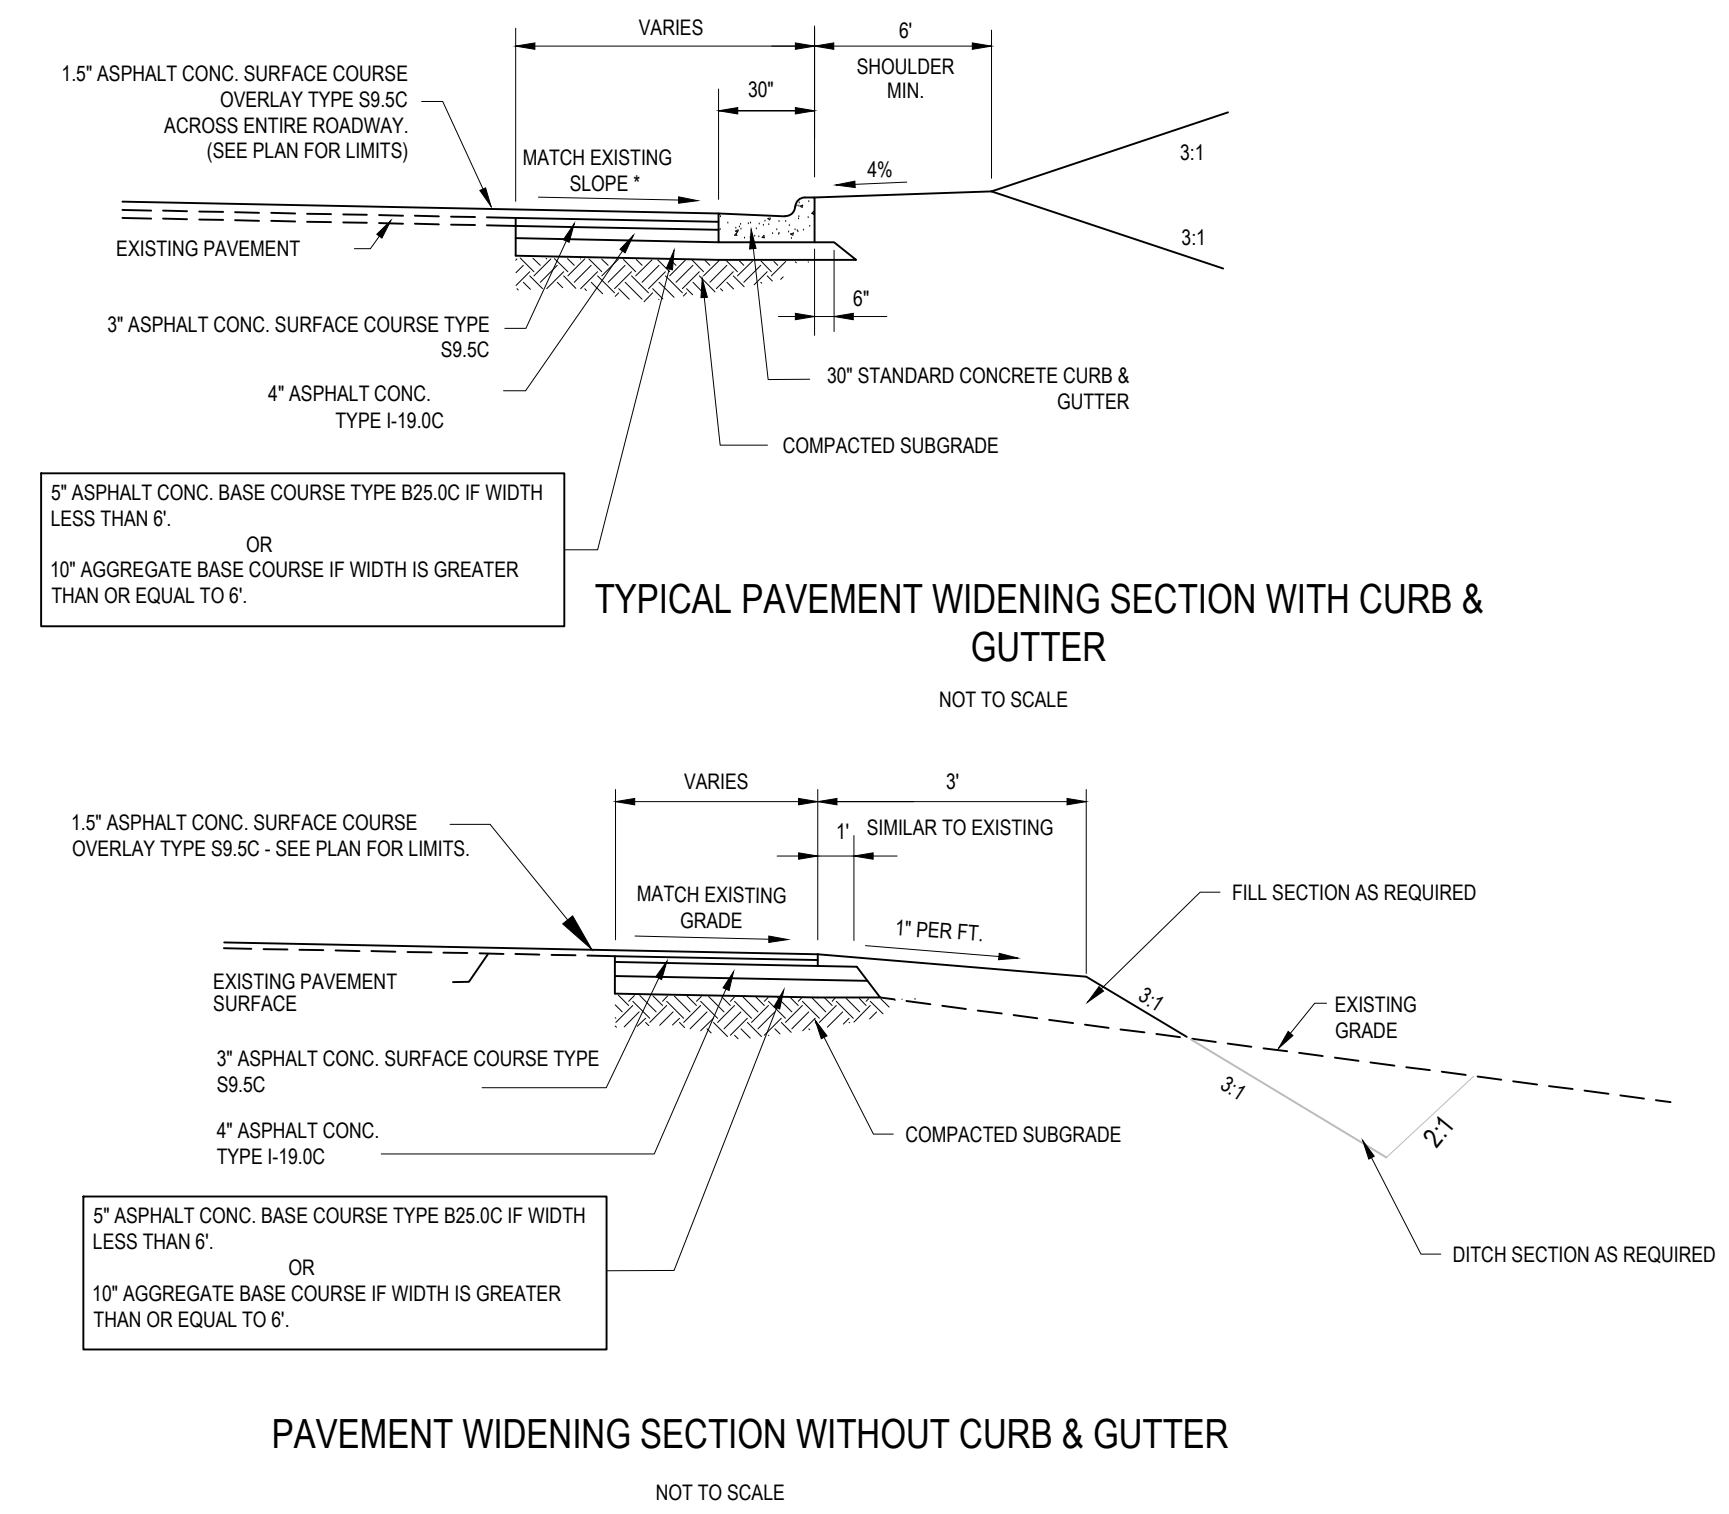 VARIES
6'
1.5" ASPHALT CONC. SURFACE COURSE
OVERLAY TYPE S9.5C
ACROSS ENTIRE ROADWAY.
(SEE PLAN FOR LIMITS)
SHOULDER
MIN.
30"
MATCH EXISTING
SLOPE *
4%
3:1
EXISTING PAVEMENT
3:1
6"
3" ASPHALT CONC. SURFACE COURSE TYPE
S9.5C
4" ASPHALT CONC.
TYPE I-19.0C
30" STANDARD CONCRETE CURB &
GUTTER
COMPACTED SUBGRADE
5" ASPHALT CONC. BASE COURSE TYPE B25.0C IF WIDTH
LESS THAN 6'.
OR
10" AGGREGATE BASE COURSE IF WIDTH IS GREATER
THAN OR EQUAL TO 6'.
TYPICAL PAVEMENT WIDENING SECTION WITH CURB &
GUTTER
NOT TO SCALE
VARIES
3'
1.5" ASPHALT CONC. SURFACE COURSE
OVERLAY TYPE S9.5C - SEE PLAN FOR LIMITS.
1'
SIMILAR TO EXISTING
MATCH EXISTING
GRADE
1" PER FT.
FILL SECTION AS REQUIRED
EXISTING PAVEMENT
SURFACE
3:1
EXISTING
GRADE
3" ASPHALT CONC. SURFACE COURSE TYPE
S9.5C
3:1
2:1
4" ASPHALT CONC.
TYPE I-19.0C
COMPACTED SUBGRADE
5" ASPHALT CONC. BASE COURSE TYPE B25.0C IF WIDTH
LESS THAN 6'.
OR
10" AGGREGATE BASE COURSE IF WIDTH IS GREATER
THAN OR EQUAL TO 6'.
DITCH SECTION AS REQUIRED
PAVEMENT WIDENING SECTION WITHOUT CURB & GUTTER
NOT TO SCALE